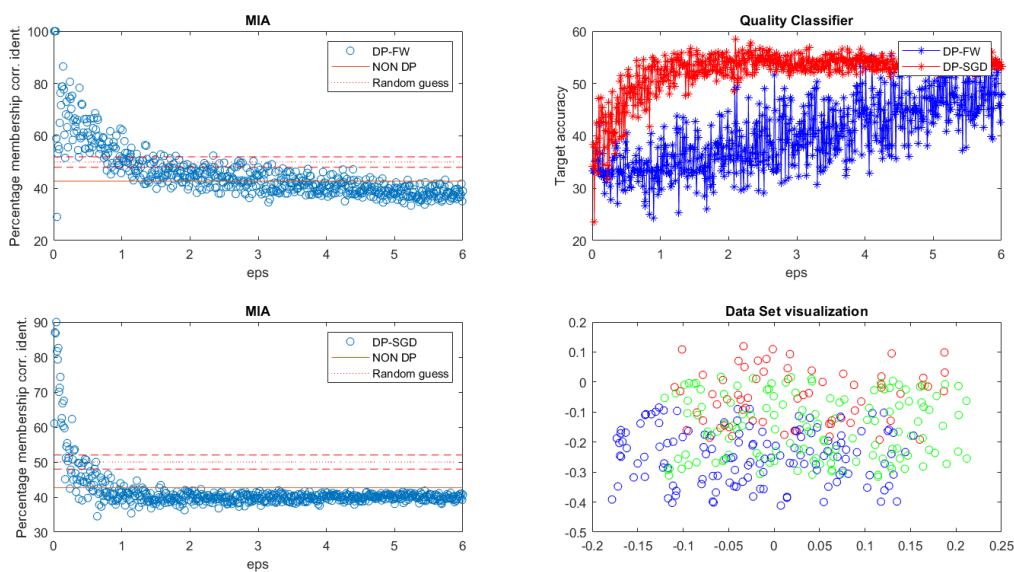 MIA
Percentage membership corr. ident.
100
80
60
40
20
0 1 2 3 4 5 6
eps
DP-FW
NON DP
Random guess
Quality Classifier
Target accuracy
60
50
40
30
20
0 1 2 3 4 5 6
eps
DP-FW
DP-SGD
MIA
Percentage membership corr. ident.
90
80
70
60
50
40
30
0 1 2 3 4 5 6
eps
DP-SGD
NON DP
Random guess
Data Set visualization
0.2
0.1
0
-0.1
-0.2
-0.3
-0.4
-0.5
-0.2 -0.15 -0.1 -0.05 0 0.05 0.1 0.15 0.2 0.25